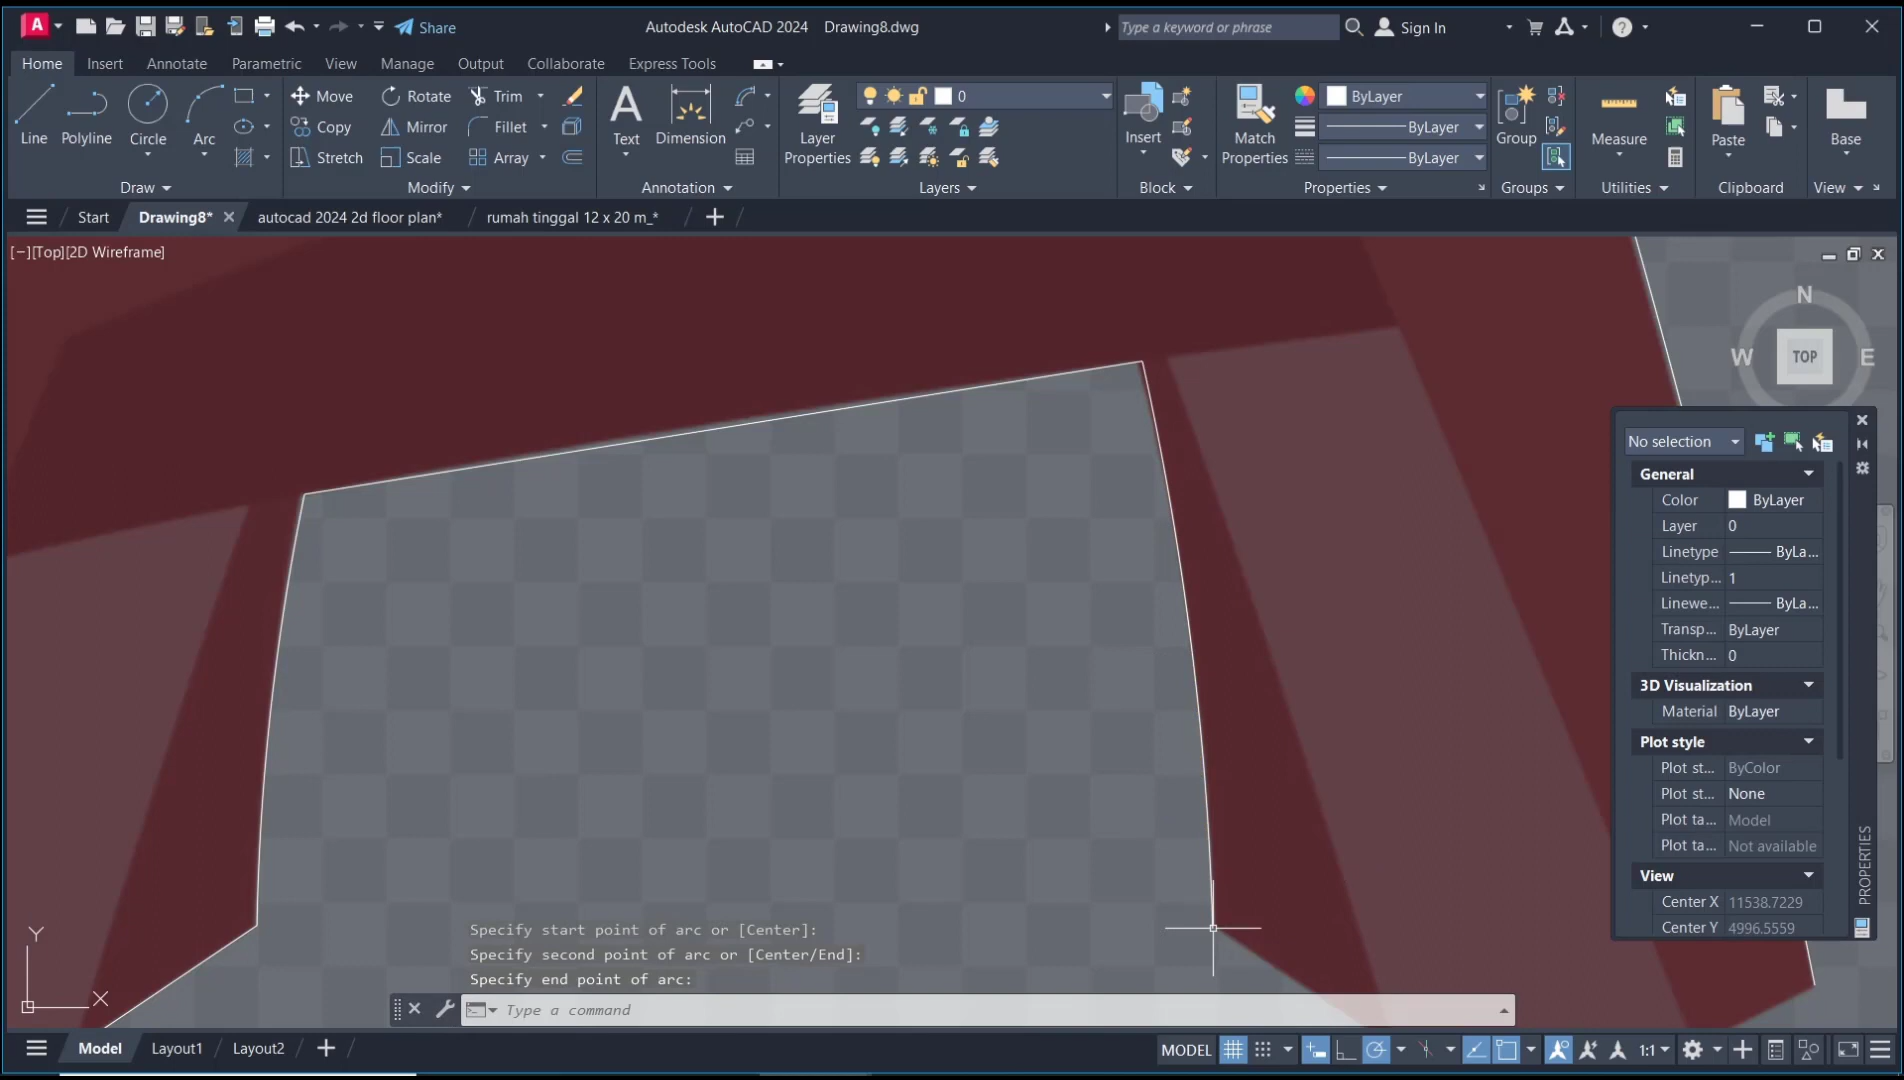 A Share Autodesk AutoCAD 2024 Drawing8.dwg Type a keyword or phrase Sign In
Home Insert Annotate Parametric View Manage Output Collaborate Express Tools
Line Polyline Circle Arc
Move Rotate Trim
Copy Mirror Fillet
Stretch Scale Array
Text Dimension
Layer Properties
0
Insert
Match Properties
ByLayer
ByLayer
ByLayer
Group
Measure
Paste
Base
Draw Modify Annotation Layers Block Properties Groups Utilities Clipboard View
Start Drawing8* autocad 2024 2d floor plan* rumah tinggal 12 x 20 m_*
[−][Top][2D Wireframe]
N
W TOP E
No selection
General
Color ByLayer
Layer 0
Linetype ByLa...
Linetyp... 1
Linewe... ByLa...
Transp... ByLayer
Thickn... 0
3D Visualization
Material ByLayer
Plot style
Plot st... ByColor
Plot st... None
Plot ta... Model
Plot ta... Not available
View
Center X 11538.7229
Center Y 4996.5559
PROPERTIES
Y
X
Specify start point of arc or [Center]:
Specify second point of arc or [Center/End]:
Specify end point of arc:
Type a command
Model Layout1 Layout2
MODEL 1:1